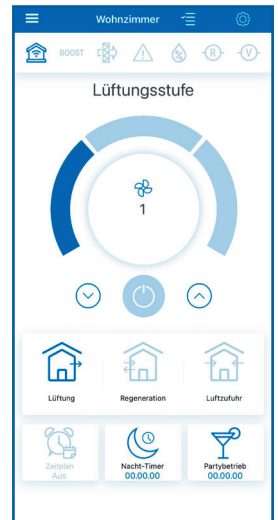 Wohnzimmer
BOOST
%
R
V
Lüftungsstufe
1
Lüftung
Regeneration
Luftzufuhr
Zeitplan
Aus
Nacht-Timer
00.00.00
Partybetrieb
00.00.00